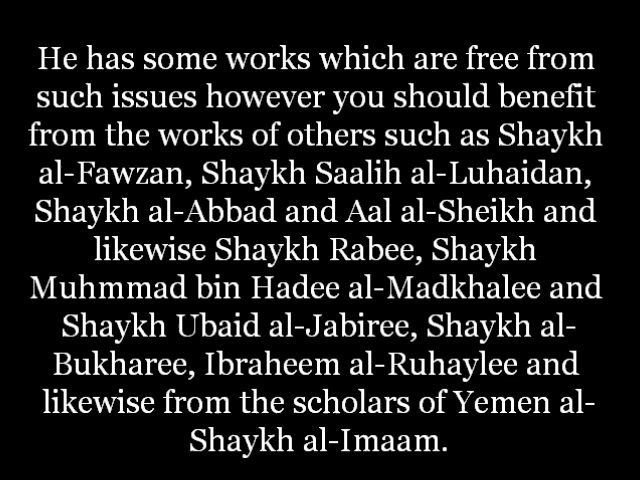 He has some works which are free from
such issues however you should benefit
from the works of others such as Shaykh
al-Fawzan, Shaykh Saalih al-Luhaidan,
Shaykh al-Abbad and Aal al-Sheikh and
likewise Shaykh Rabee, Shaykh
Muhmmad bin Hadee al-Madkhalee and
Shaykh Ubaid al-Jabiree, Shaykh al-
Bukharee, Ibraheem al-Ruhaylee and
likewise from the scholars of Yemen al-
Shaykh al-Imaam.